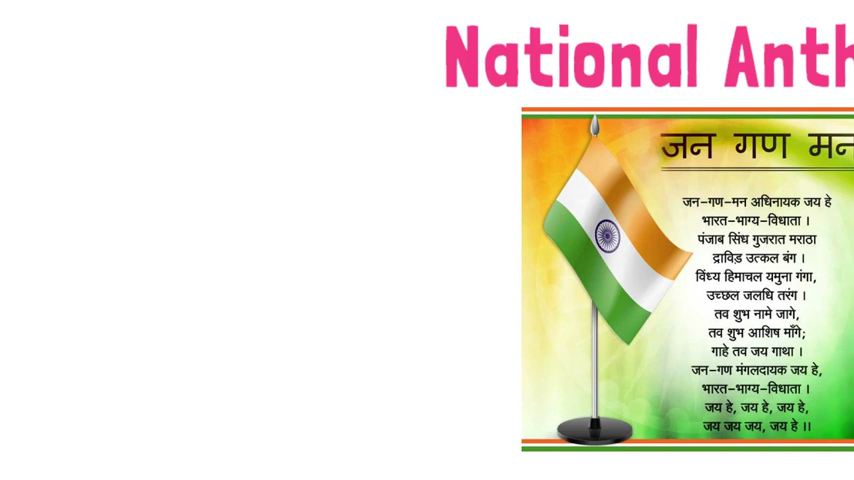 National Anth
जन गण मन
जन-गण-मन अधिनायक जय हे
भारत-भाग्य-विधाता ।
पंजाब सिंध गुजरात मराठा
द्राविड़ उत्कल बंग ।
विंध्य हिमाचल यमुना गंगा,
उच्छल जलधि तरंग ।
तव शुभ नामे जागे,
तव शुभ आशिष माँगे;
गाहे तव जय गाथा ।
जन-गण मंगलदायक जय हे,
भारत-भाग्य-विधाता ।
जय हे, जय हे, जय हे,
जय जय जय, जय हे ।।